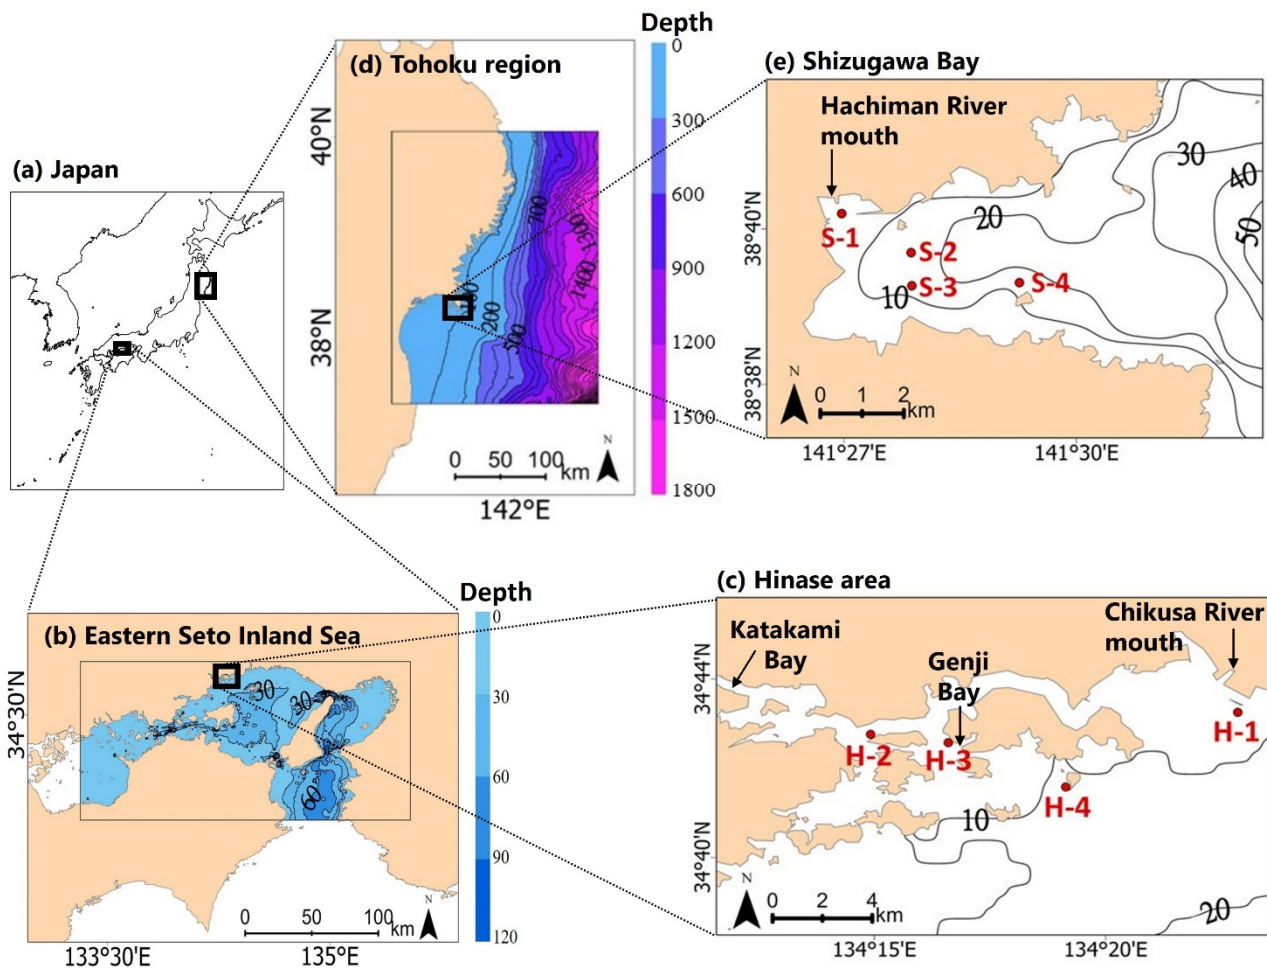 (a) Japan
(d) Tohoku region
Depth
0
300
600
900
1200
1500
1800
40°N
38°N
142°E
700
1300
1400
100
200
500
0 50 100
km
N
(e) Shizugawa Bay
Hachiman River
mouth
S-1
S-2
S-3
S-4
10
20
30
40
50
38°40'N
38°38'N
141°27'E
141°30'E
N
0 1 2
km
(b) Eastern Seto Inland Sea
Depth
0
30
60
90
120
30
30
60
34°30'N
133°30'E
135°E
0 50 100
km
N
(c) Hinase area
Katakami
Bay
Genji
Bay
Chikusa River
mouth
H-1
H-2
H-3
H-4
10
20
34°44'N
34°40'N
134°15'E
134°20'E
N
0 2 4
km